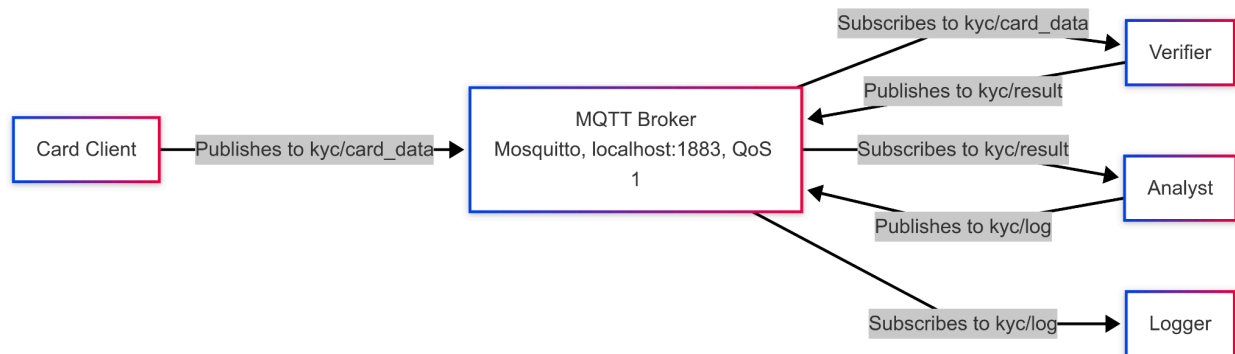 Subscribes to kyc/card_data
Verifier
Publishes to kyc/result
MQTT Broker
Card Client
Publishes to kyc/card_data
Mosquitto, localhost:1883, QoS
1
Subscribes to kyc/result
Analyst
Publishes to kyc/log
Subscribes to kyc/log
Logger